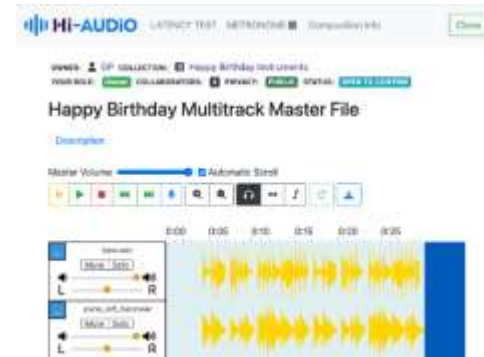 Hi-AUDIO LATENCY TEST METRONOME Composition Info Close
OWNER: GP COLLECTION: Happy Birthday Instruments
YOUR ROLE: COLLABORATORS: PRIVACY: PUBLIC STATUS:
Happy Birthday Multitrack Master File
Description
Master Volume Automatic Scroll
0:00 0:05 0:10 0:15 0:20 0:25
Mute Solo
L R
Mute Solo
L R